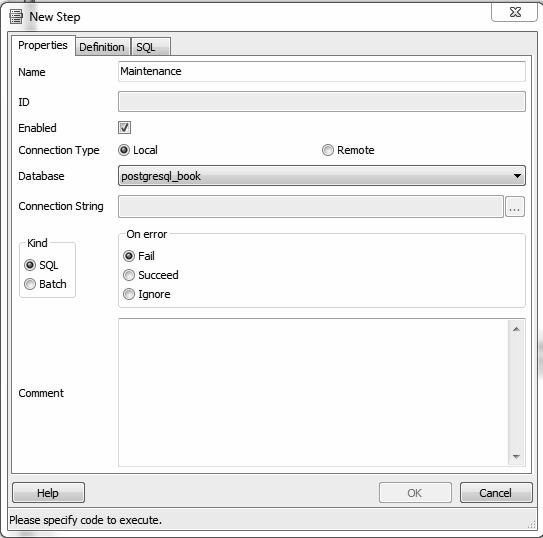 New Step
Properties Definition SQL
Name Maintenance
ID
Enabled
Connection Type Local Remote
Database postgresql_book
Connection String ...
Kind
SQL
Batch
On error
Fail
Succeed
Ignore
Comment
Help OK Cancel
Please specify code to execute.